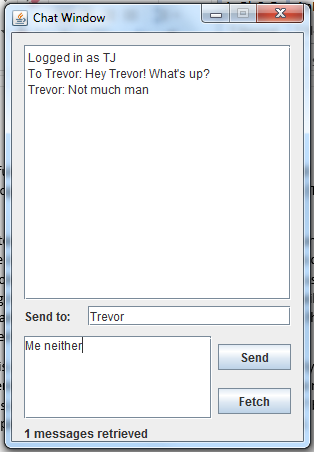 Chat Window
Logged in as TJ
To Trevor: Hey Trevor! What's up?
Trevor: Not much man
Send to: Trevor
Me neither
Send
Fetch
1 messages retrieved